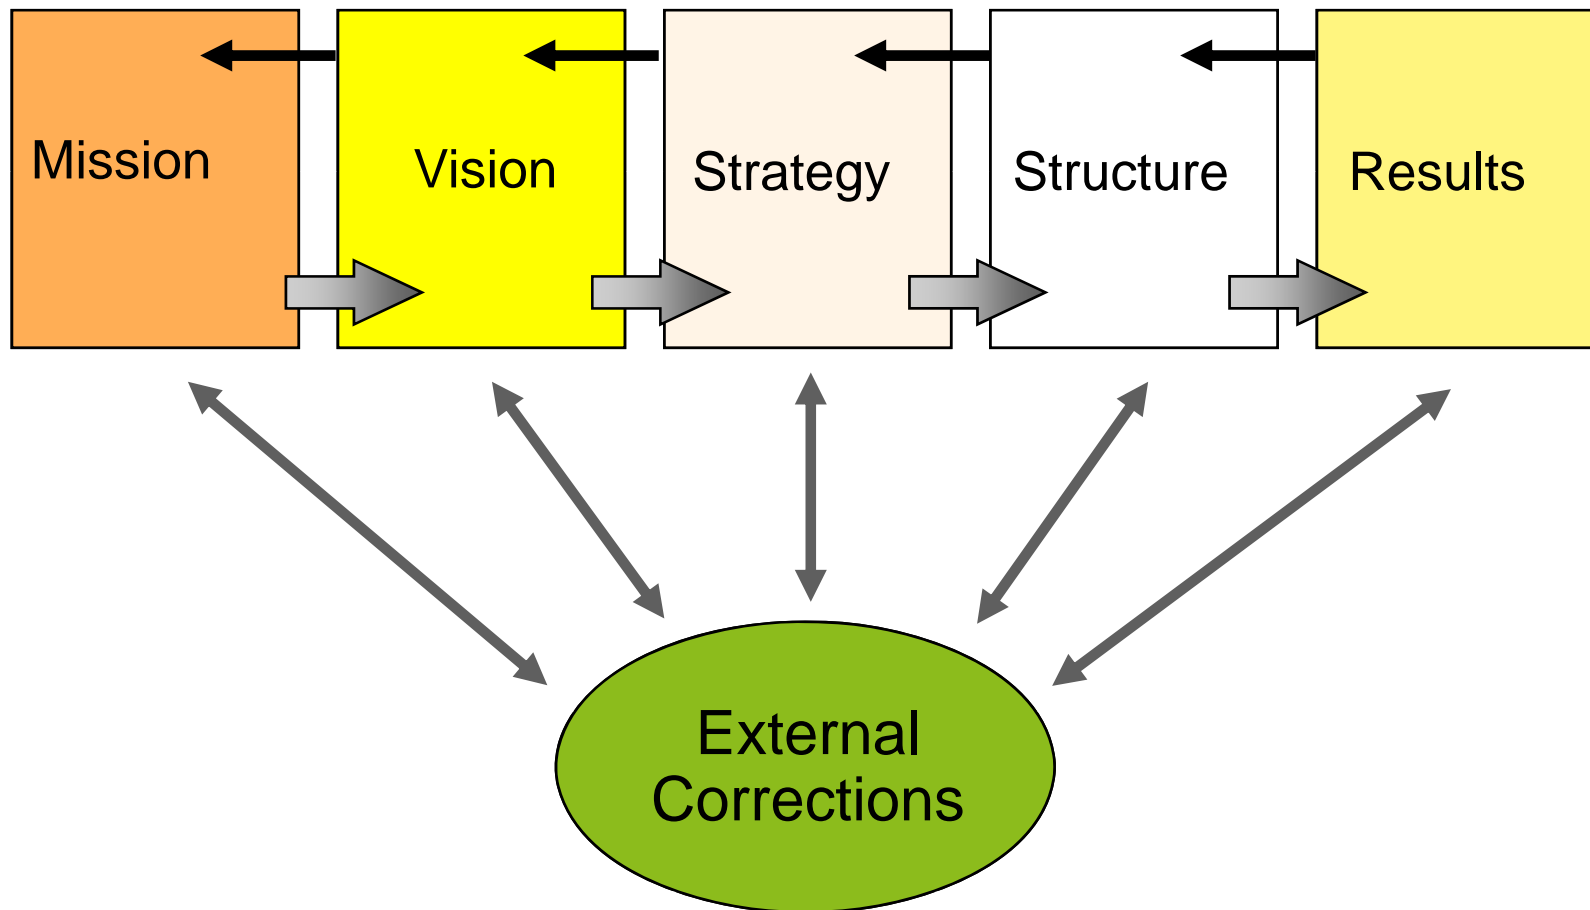 Mission
Vision
Strategy
Structure
Results
External
Corrections